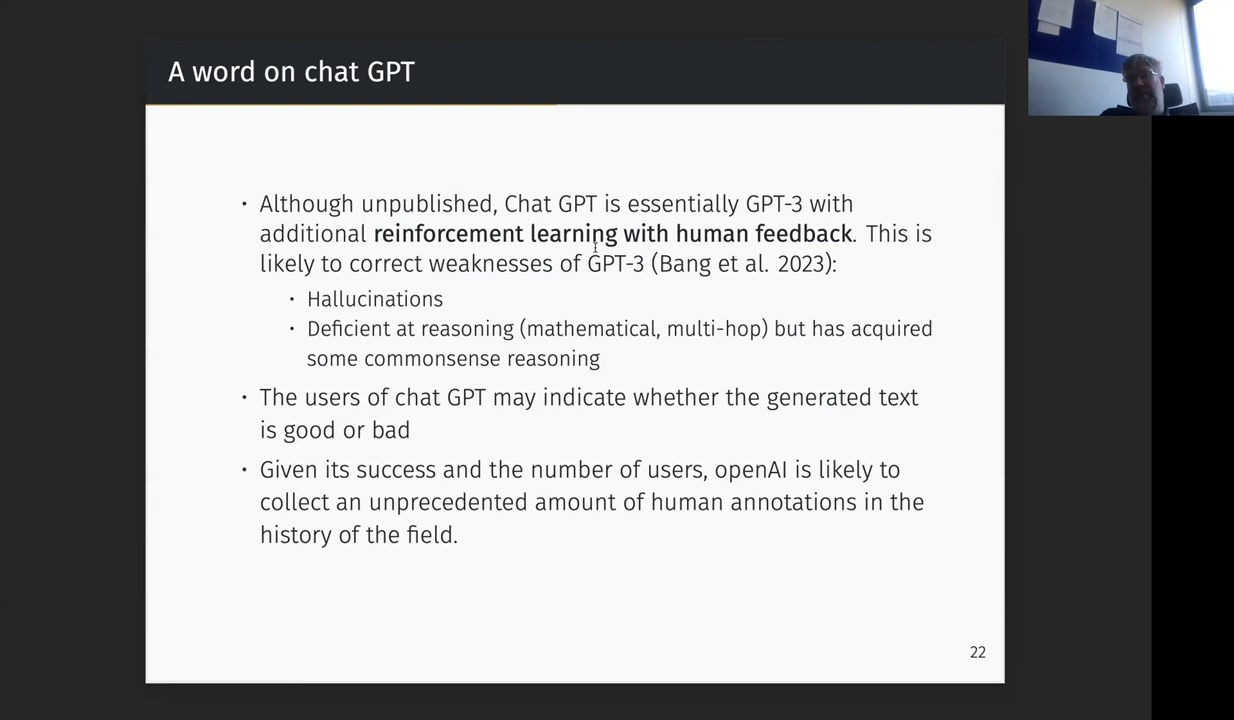 A word on chat GPT
• Although unpublished, Chat GPT is essentially GPT-3 with
additional reinforcement learning with human feedback. This is
likely to correct weaknesses of GPT-3 (Bang et al. 2023):
• Hallucinations
• Deficient at reasoning (mathematical, multi-hop) but has acquired
some commonsense reasoning
• The users of chat GPT may indicate whether the generated text
is good or bad
• Given its success and the number of users, openAI is likely to
collect an unprecedented amount of human annotations in the
history of the field.
22